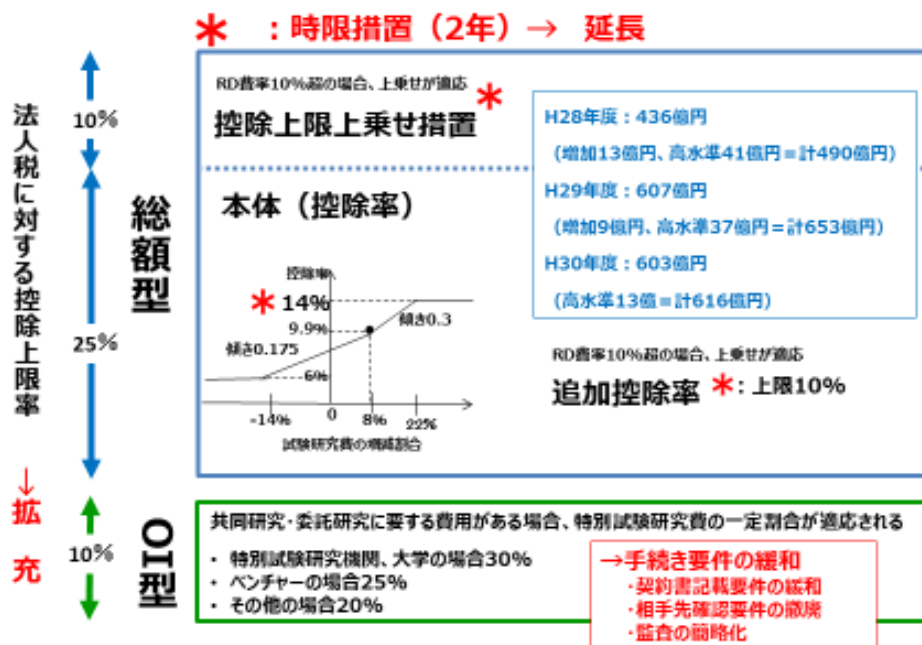 ＊ ：時限措置（2年）→ 延長
法人税に対する控除上限率
→拡充
10%
25%
10%
総額型
RD費率10%超の場合、上乗せが適応
控除上限上乗せ措置＊
本体（控除率）
H28年度：436億円
（増加13億円、高水準41億円＝計490億円）
H29年度：607億円
（増加9億円、高水準37億円＝計653億円）
H30年度：603億円
（高水準13億＝計616億円）
控除率
＊14%
9.9%
傾き0.3
傾き0.175
6%
-14%
0
8%
22%
試験研究費の増減割合
RD費率10%超の場合、上乗せが適応
追加控除率 ＊：上限10%
OI型
共同研究・委託研究に要する費用がある場合、特別試験研究費の一定割合が適応される
・ 特別試験研究機関、大学の場合30%
・ ベンチャーの場合25%
・ その他の場合20%
→手続き要件の緩和
・契約書記載要件の緩和
・相手先確認要件の撤廃
・監査の簡略化